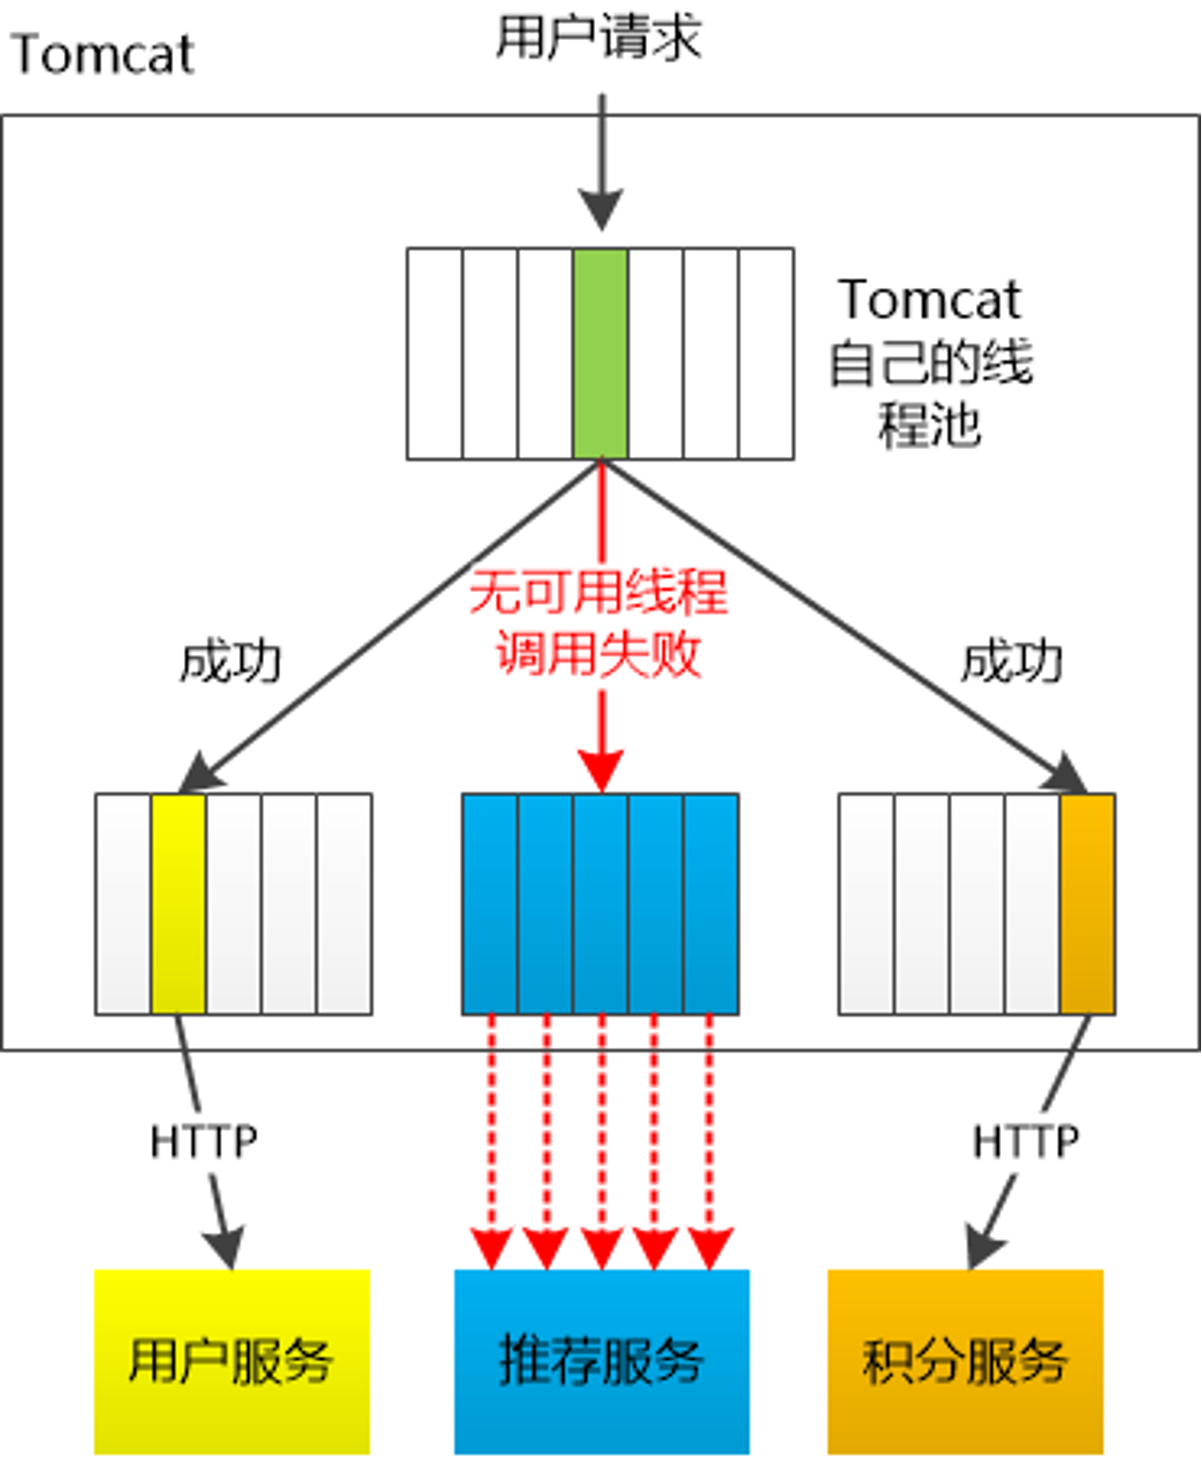 Tomcat
用户请求
Tomcat
自己的线
程池
无可用线程
调用失败
成功
成功
HTTP
HTTP
用户服务
推荐服务
积分服务